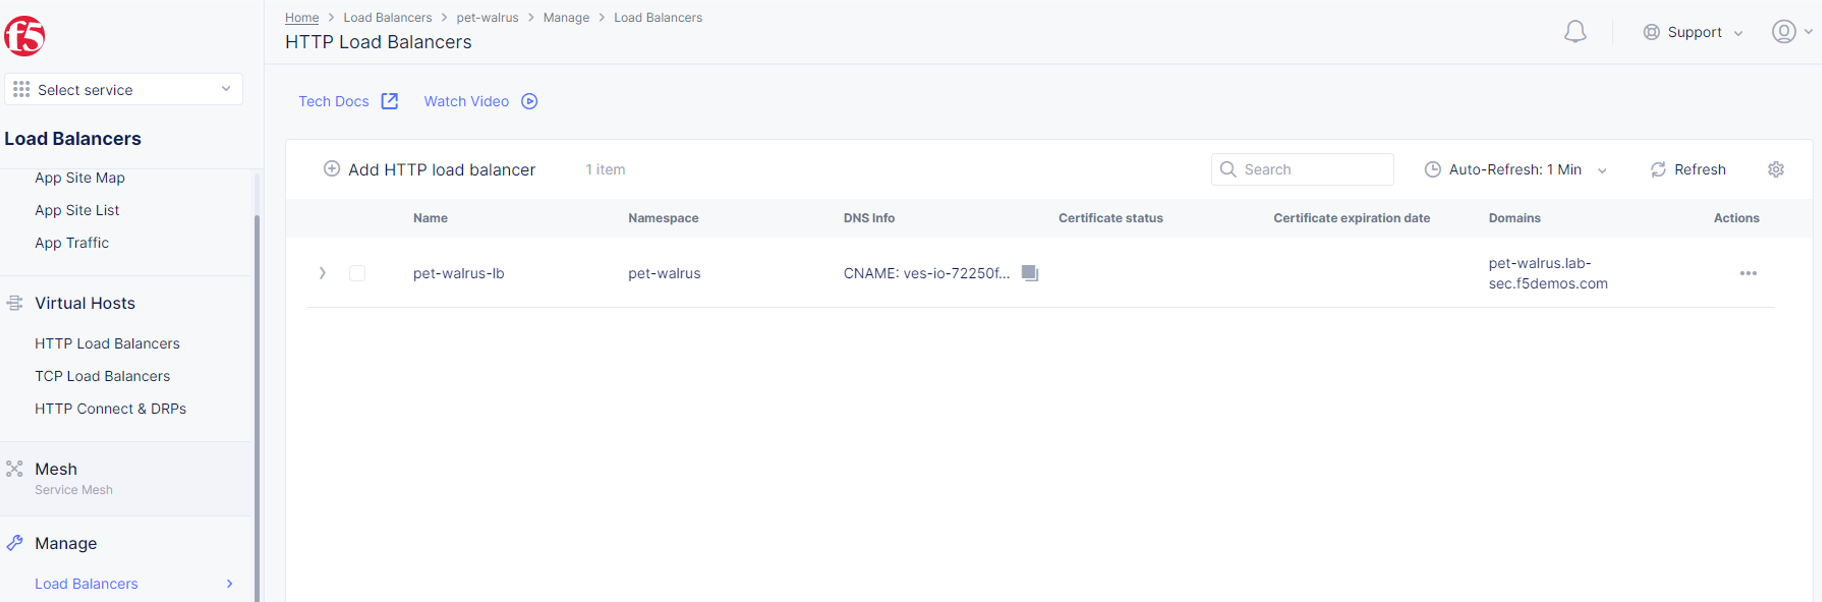 f5
Select service
Load Balancers
App Site Map
App Site List
App Traffic
Virtual Hosts
HTTP Load Balancers
TCP Load Balancers
HTTP Connect & DRPs
Mesh
Service Mesh
Manage
Load Balancers
Home > Load Balancers > pet-walrus > Manage > Load Balancers
HTTP Load Balancers
Support
Tech Docs Watch Video
Add HTTP load balancer 1 item Search Auto-Refresh: 1 Min Refresh
Name Namespace DNS Info Certificate status Certificate expiration date Domains Actions
pet-walrus-lb pet-walrus CNAME: ves-io-72250f... pet-walrus.lab-
sec.f5demos.com